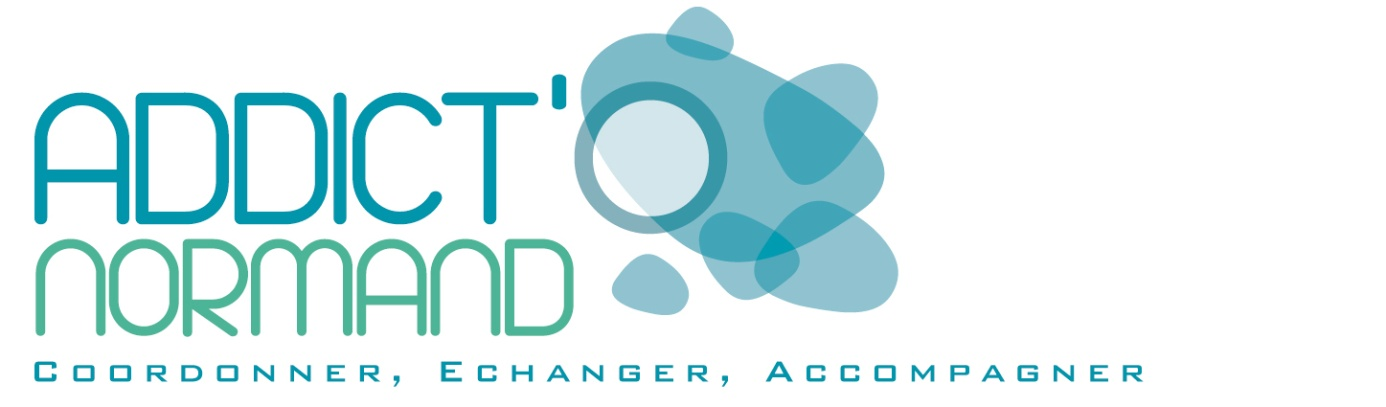 ADDICT'
NORMAND
COORDONNER, ECHANGER, ACCOMPAGNER